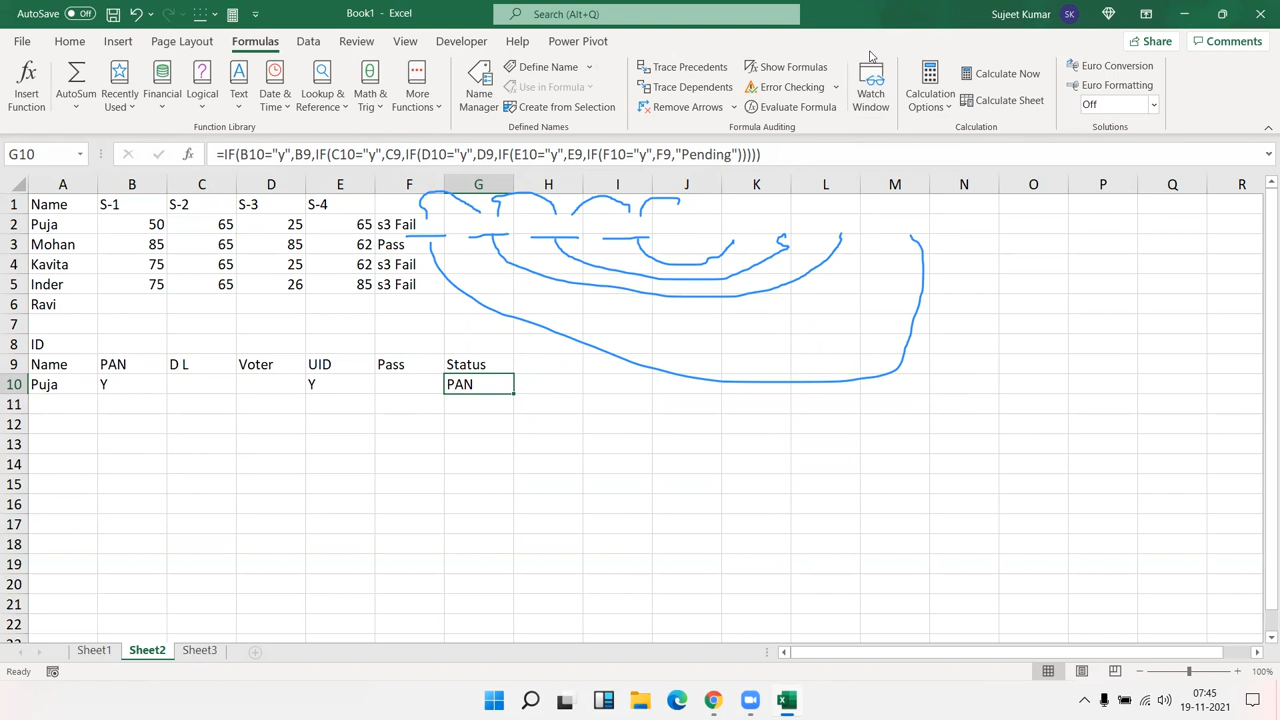 AutoSave Off Book1 - Excel Search (Alt+Q) Sujeet Kumar SK
File Home Insert Page Layout Formulas Data Review View Developer Help Power Pivot Share Comments
Insert Function AutoSum Recently Used Financial Logical Text Date & Time Lookup & Reference Math & Trig More Functions
Function Library
Name Manager Define Name Use in Formula Create from Selection
Defined Names
Trace Precedents Trace Dependents Remove Arrows Show Formulas Error Checking Evaluate Formula Watch Window
Formula Auditing
Calculation Options Calculate Now Calculate Sheet
Calculation
Euro Conversion Euro Formatting Off
Solutions
G10 fx =IF(B10="y",B9,IF(C10="y",C9,IF(D10="y",D9,IF(E10="y",E9,IF(F10="y",F9,"Pending")))))
A B C D E F G H I J K L M N O P Q R
1 Name S-1 S-2 S-3 S-4
2 Puja 50 65 25 65 s3 Fail
3 Mohan 85 65 85 62 Pass
4 Kavita 75 65 25 62 s3 Fail
5 Inder 75 65 26 85 s3 Fail
6 Ravi
7
8 ID
9 Name PAN D L Voter UID Pass Status
10 Puja Y Y PAN
11
12
13
14
15
16
17
18
19
20
21
22
Sheet1 Sheet2 Sheet3
Ready 100%
07:45
19-11-2021